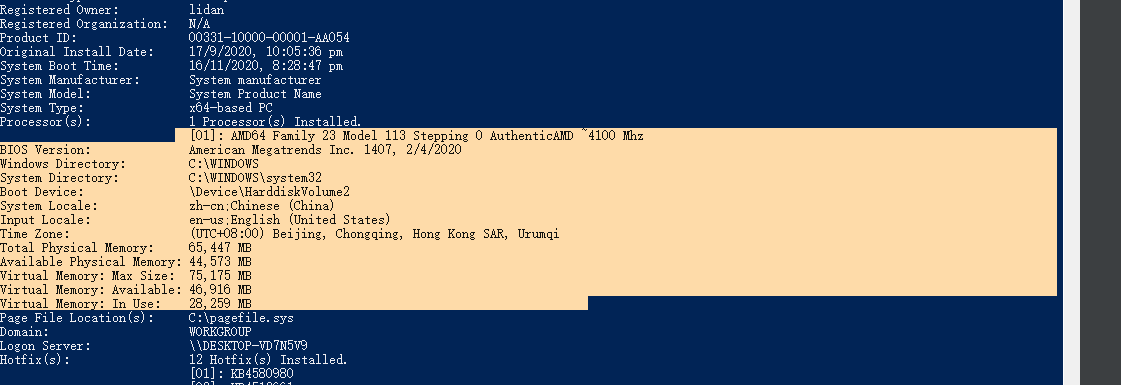 Registered Owner: lidan
Registered Organization: N/A
Product ID: 00331-10000-00001-AA054
Original Install Date: 17/9/2020, 10:05:36 pm
System Boot Time: 16/11/2020, 8:28:47 pm
System Manufacturer: System manufacturer
System Model: System Product Name
System Type: x64-based PC
Processor(s): 1 Processor(s) Installed.
[01]: AMD64 Family 23 Model 113 Stepping 0 AuthenticAMD ~4100 Mhz
BIOS Version: American Megatrends Inc. 1407, 2/4/2020
Windows Directory: C:\WINDOWS
System Directory: C:\WINDOWS\system32
Boot Device: \Device\HarddiskVolume2
System Locale: zh-cn;Chinese (China)
Input Locale: en-us;English (United States)
Time Zone: (UTC+08:00) Beijing, Chongqing, Hong Kong SAR, Urumqi
Total Physical Memory: 65,447 MB
Available Physical Memory: 44,573 MB
Virtual Memory: Max Size: 75,175 MB
Virtual Memory: Available: 46,916 MB
Virtual Memory: In Use: 28,259 MB
Page File Location(s): C:\pagefile.sys
Domain: WORKGROUP
Logon Server: \\DESKTOP-VD7N5V9
Hotfix(s): 12 Hotfix(s) Installed.
[01]: KB4580980